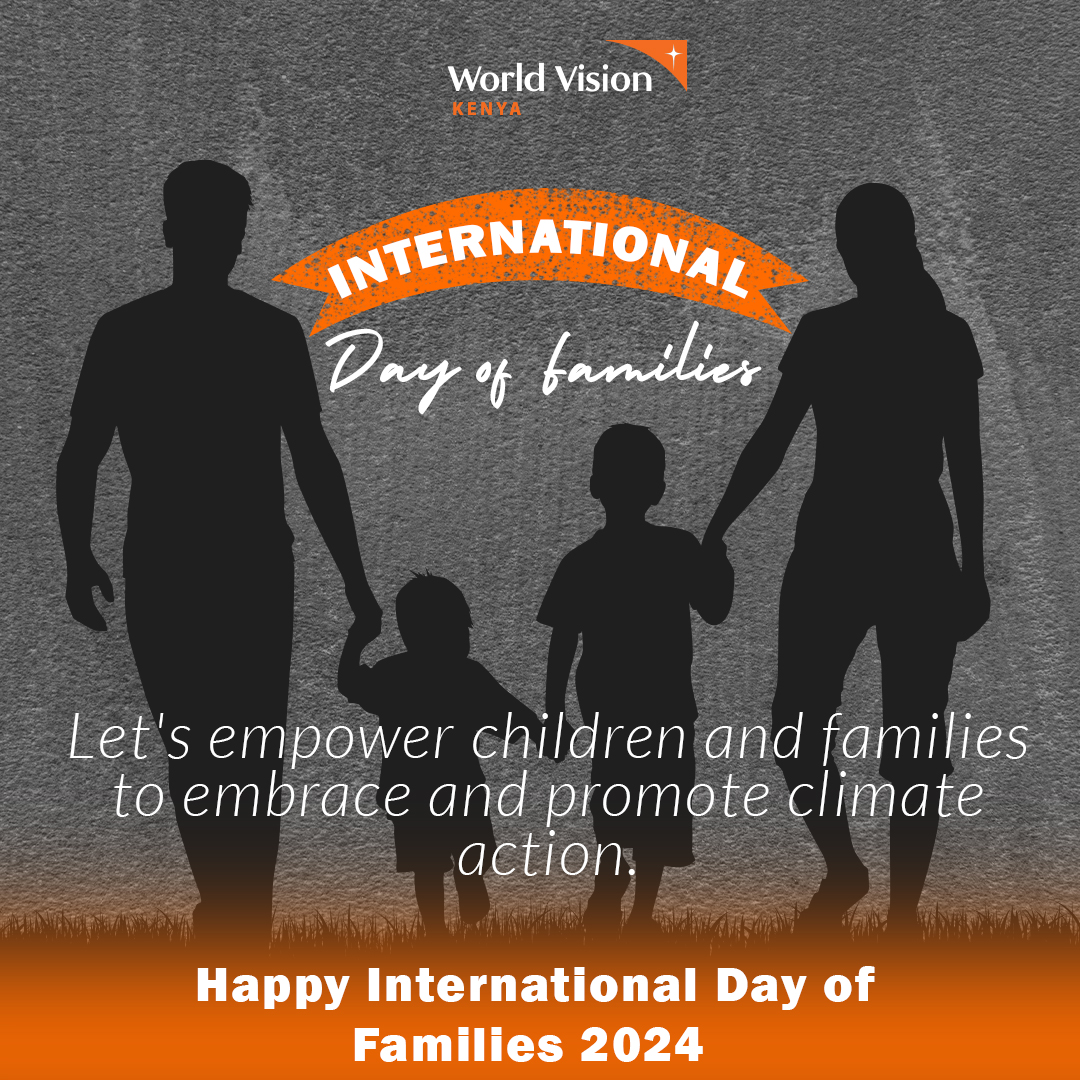 World Vision
KENYA
INTERNATIONAL
Day of families
Let's empower children and families
to embrace and promote climate
action.
Happy International Day of
Families 2024